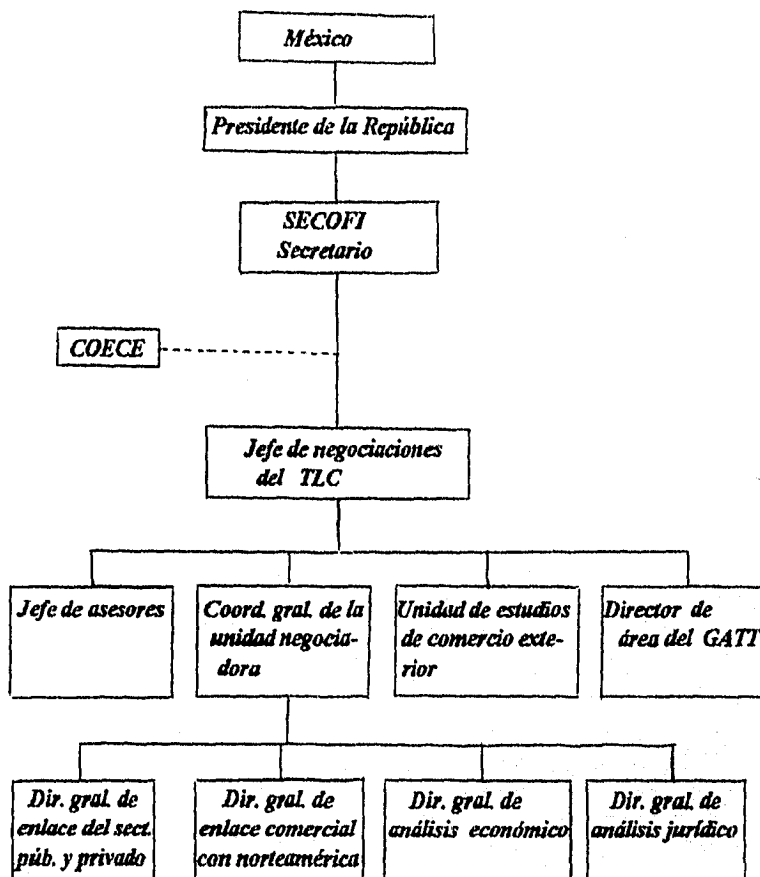 México
Presidente de la República
SECOFI
Secretario
COECE
Jefe de negociaciones
del TLC
Jefe de asesores
Coord. gral. de la
unidad negocia-
dora
Unidad de estudios
de comercio exte-
rior
Director de
área del GATT
Dir. gral. de
enlace del sect.
púb. y privado
Dir. gral. de
enlace comercial
con norteamérica
Dir. gral. de
análisis económico
Dir. gral. de
análisis jurídico